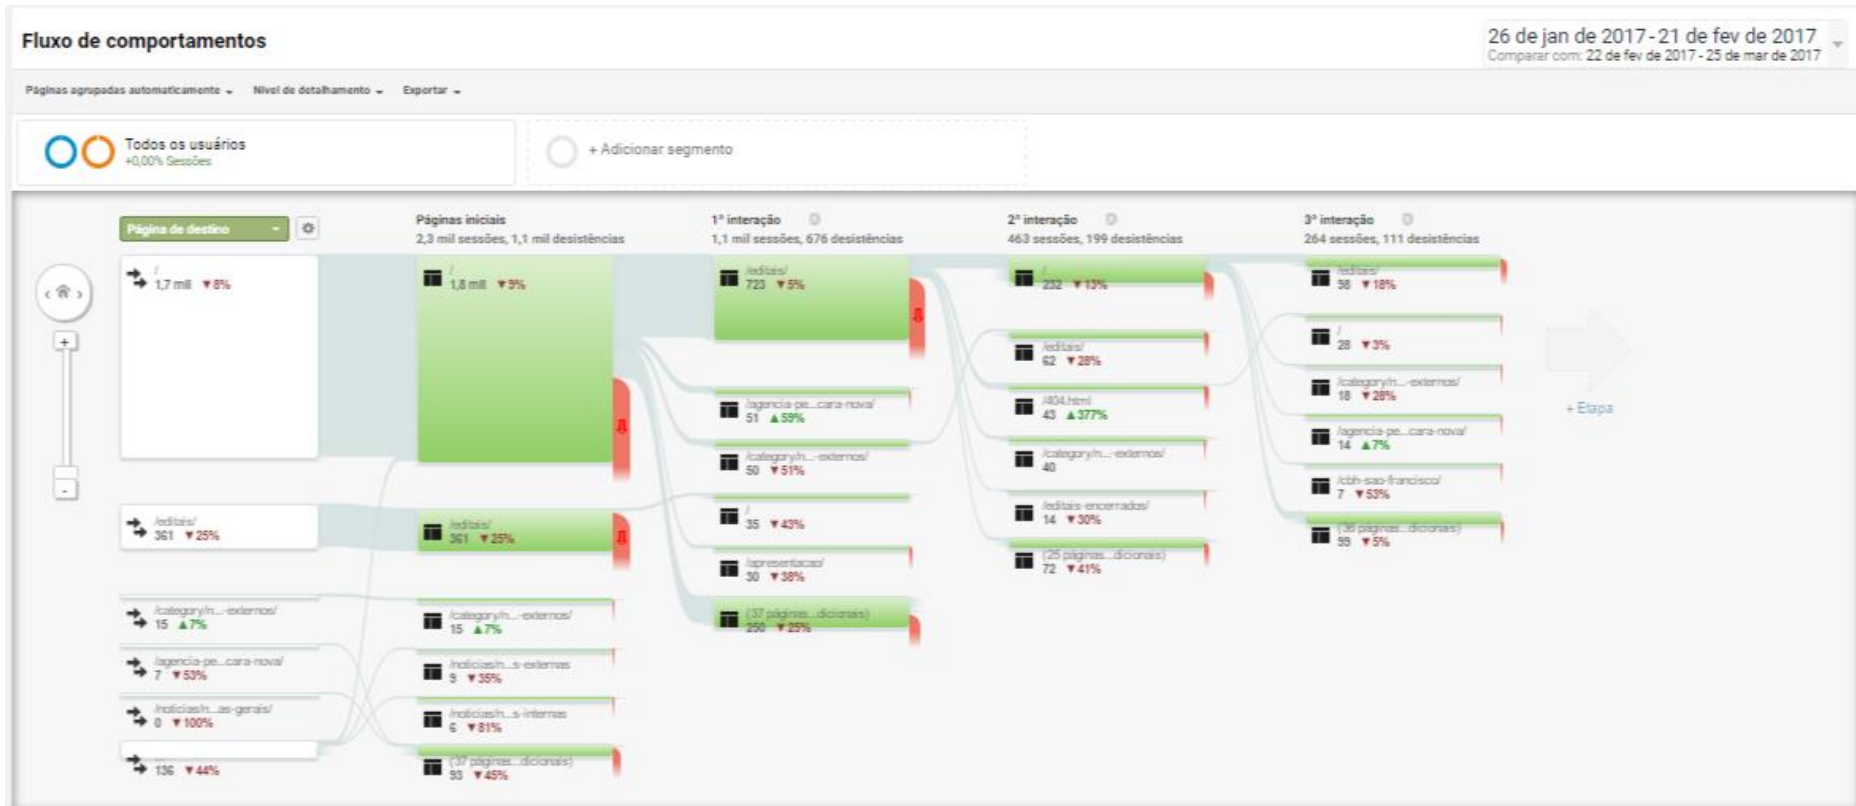 Fluxo de comportamentos
26 de jan de 2017 - 21 de fev de 2017
Comparar com: 22 de fev de 2017 - 25 de mar de 2017
Páginas agrupadas automaticamente
Nível de detalhamento
Exportar
Todos os usuários
+0,00% Sessões
+ Adicionar segmento
Página de destino
/
1,7 mil ▼8%
/editais/
361 ▼25%
/category/n...-externos/
15 ▲7%
/agencia-pe...cara-nova/
7 ▼53%
/noticias/n...as-gerais/
0 ▼100%
136 ▼44%
Páginas iniciais
2,3 mil sessões, 1,1 mil desistências
/
1,8 mil ▼9%
/editais/
361 ▼25%
/category/n...-externos/
15 ▲7%
/noticias/n...s-externas
9 ▼35%
/noticias/n...s-internas
6 ▼81%
(37 páginas...dicionais)
93 ▼45%
1ª interação
1,1 mil sessões, 676 desistências
/editais/
723 ▼5%
/agencia-pe...cara-nova/
51 ▲59%
/category/n...-externos/
50 ▼51%
/
35 ▼43%
/apresentacao/
30 ▼38%
(37 páginas...dicionais)
250 ▼25%
2ª interação
463 sessões, 199 desistências
/
232 ▼13%
/editais/
62 ▼28%
/404.html
43 ▲377%
/category/n...-externos/
40
/editais-encerrados/
14 ▼30%
(25 páginas...dicionais)
72 ▼41%
3ª interação
264 sessões, 111 desistências
/editais/
98 ▼18%
/
28 ▼3%
/category/n...-externos/
18 ▼28%
/agencia-pe...cara-nova/
14 ▲7%
/cbh-sao-francisco/
7 ▼53%
(36 páginas...dicionais)
99 ▼5%
+ Etapa